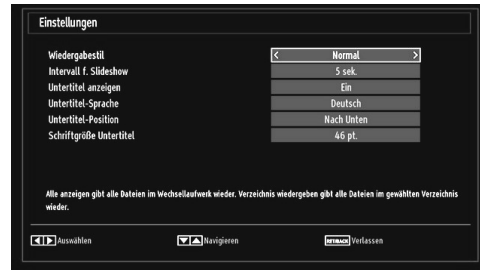 Einstellungen
Wiedergabestil < Normal >
Intervall f. Slideshow 5 sek.
Untertitel anzeigen Ein
Untertitel-Sprache Deutsch
Untertitel-Position Nach Unten
Schriftgröße Untertitel 46 pt.
Alle anzeigen gibt alle Dateien im Wechsellaufwerk wieder. Verzeichnis wiedergeben gibt alle Dateien im gewählten Verzeichnis
wieder.
Auswählen Navigieren RET/BACK Verlassen